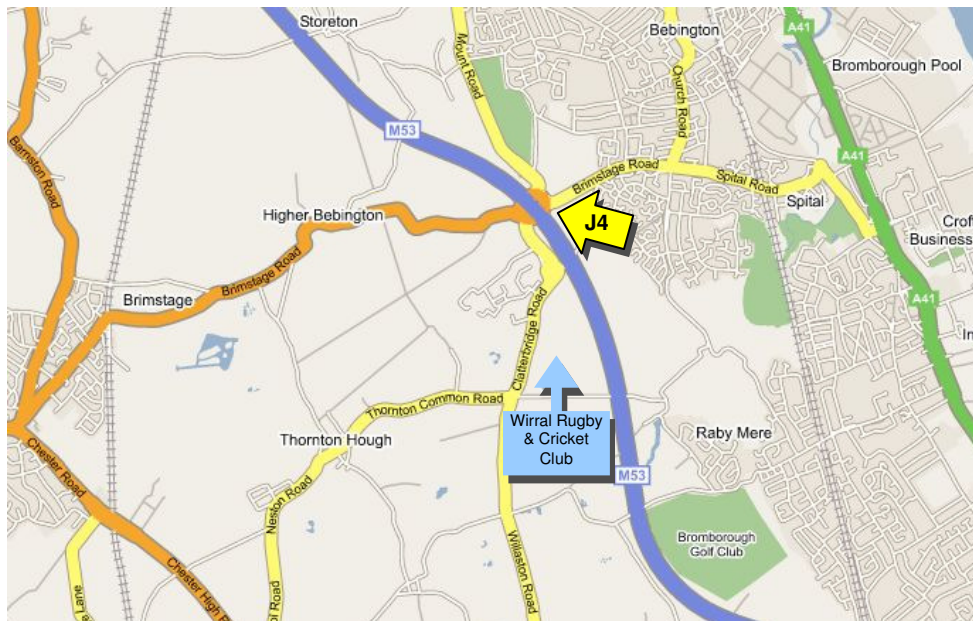 Storeton
Bebington
A41
Bromborough Pool
Mount Road
Church Road
M53
Barnston Road
Brimstage Road
Spital Road
A41
Spital
Higher Bebington
J4
Croft
Business
Brimstage Road
Brimstage
A41
Clatterbridge Road
Thornton Common Road
Wirral Rugby
& Cricket
Club
Thornton Hough
Raby Mere
Chester Road
M53
Neston Road
Bromborough
Golf Club
Willaston Road
Chester High
Lane
ol Road